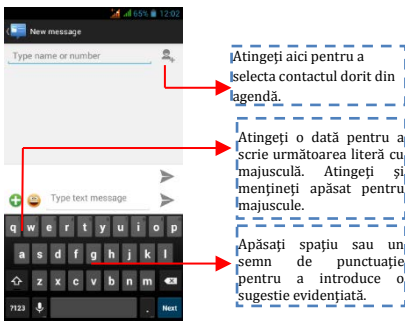 65% 12:02
New message
Type name or number
Atingeți aici pentru a
selecta contactul dorit din
agendă.
Atingeți o dată pentru a
scrie următoarea literă cu
majusculă. Atingeți și
mențineți apăsat pentru
majuscule.
Type text message
q w e r t y u i o p
a s d f g h j k l
z x c v b n m
?123 . Next
Apăsați spațiu sau un
semn de punctuație
pentru a introduce o
sugestie evidențiată.